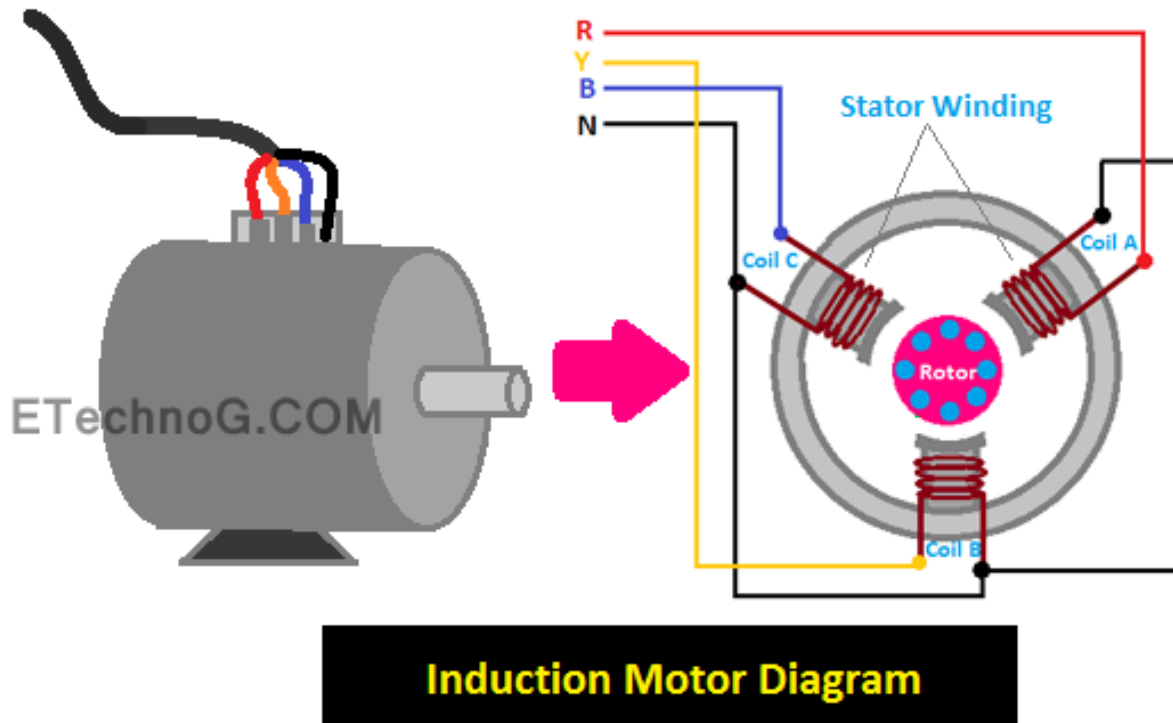 R
Y
B
N
Stator Winding
Coil A
Coil C
Rotor
ETechnoG.COM
Coil B
Induction Motor Diagram